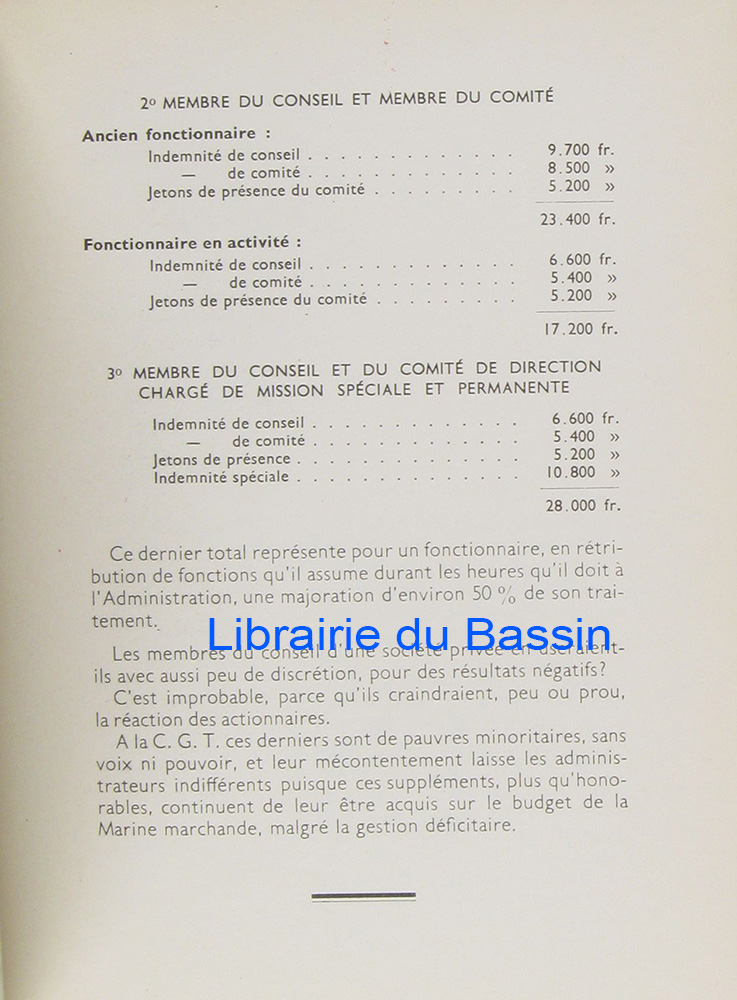 2º MEMBRE DU CONSEIL ET MEMBRE DU COMITÉ
Ancien fonctionnaire :
Indemnité de conseil . . . . . . . . . . . . . 9.700 fr.
— de comité . . . . . . . . . . . . . 8.500 »
Jetons de présence du comité . . . . . . . . . 5.200 »
23.400 fr.
Fonctionnaire en activité :
Indemnité de conseil . . . . . . . . . . . . . 6.600 fr.
— de comité . . . . . . . . . . . . . 5.400 »
Jetons de présence du comité . . . . . . . . . 5.200 »
17.200 fr.
3º MEMBRE DU CONSEIL ET DU COMITÉ DE DIRECTION
CHARGÉ DE MISSION SPÉCIALE ET PERMANENTE
Indemnité de conseil . . . . . . . . . . . . . 6.600 fr.
— de comité . . . . . . . . . . . . . 5.400 »
Jetons de présence . . . . . . . . . . . . . . 5.200 »
Indemnité spéciale . . . . . . . . . . . . . . 10.800 »
28.000 fr.
Ce dernier total représente pour un fonctionnaire, en rétri-
bution de fonctions qu'il assume durant les heures qu'il doit à
l'Administration, une majoration d'environ 50 % de son trai-
tement.
Librairie du Bassin
Les membres du conseil d'une société privée en useraient-
ils avec aussi peu de discrétion, pour des résultats négatifs?
C'est improbable, parce qu'ils craindraient, peu ou prou,
la réaction des actionnaires.
A la C. G. T. ces derniers sont de pauvres minoritaires, sans
voix ni pouvoir, et leur mécontentement laisse les adminis-
trateurs indifférents puisque ces suppléments, plus qu'hono-
rables, continuent de leur être acquis sur le budget de la
Marine marchande, malgré la gestion déficitaire.